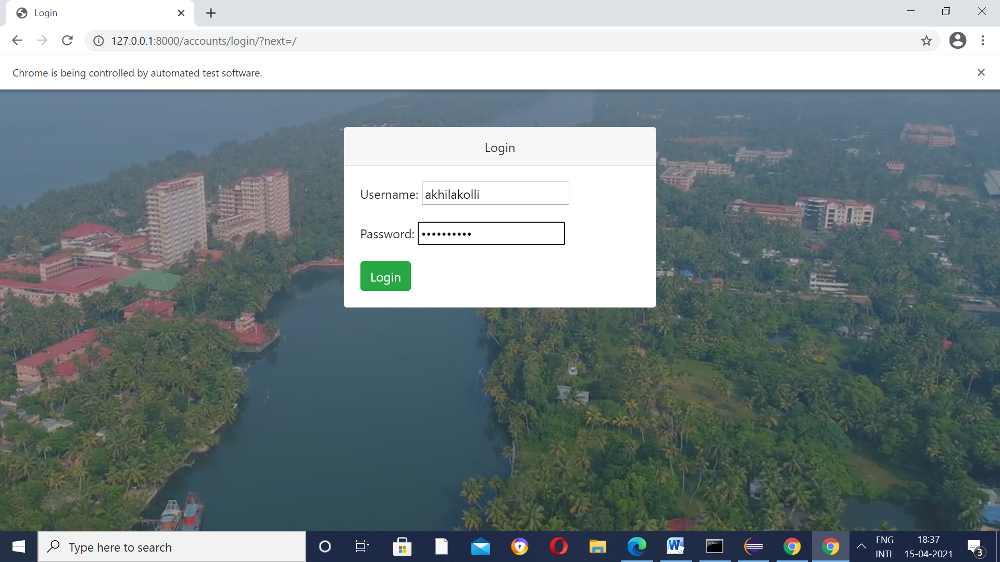 Login
127.0.0.1:8000/accounts/login/?next=/
Chrome is being controlled by automated test software.
Login
Username: akhilakolli
Password: ••••••••••
Login
Type here to search
ENG
INTL
18:37
15-04-2021
3